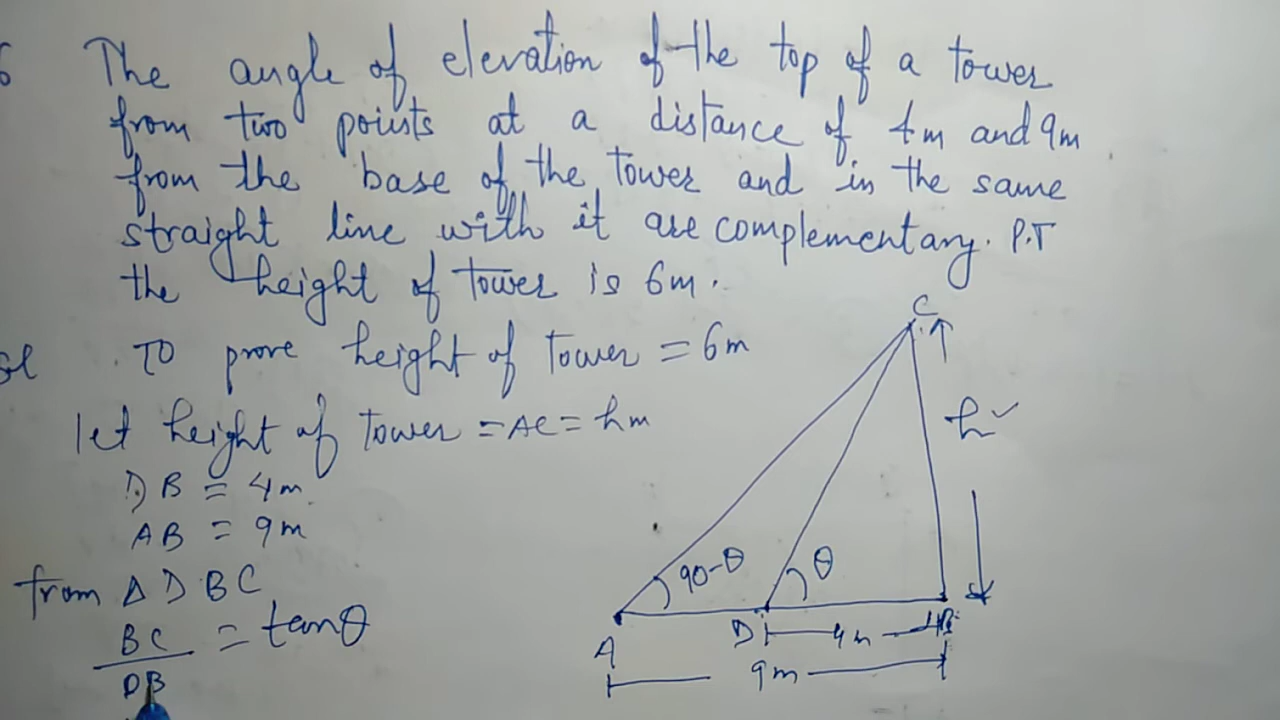 6 The angle of elevation of the top of a tower
from two points at a distance of 4m and 9m
from the base of the tower and in the same
straight line with it are complementary. P.T
the height of tower is 6m.
sol To prove height of tower = 6m
let height of tower = AC = hm
DB = 4m
AB = 9m
from Δ DBC
BC / DB = tanθ
C
h
90-θ θ
A D B
4m
9m